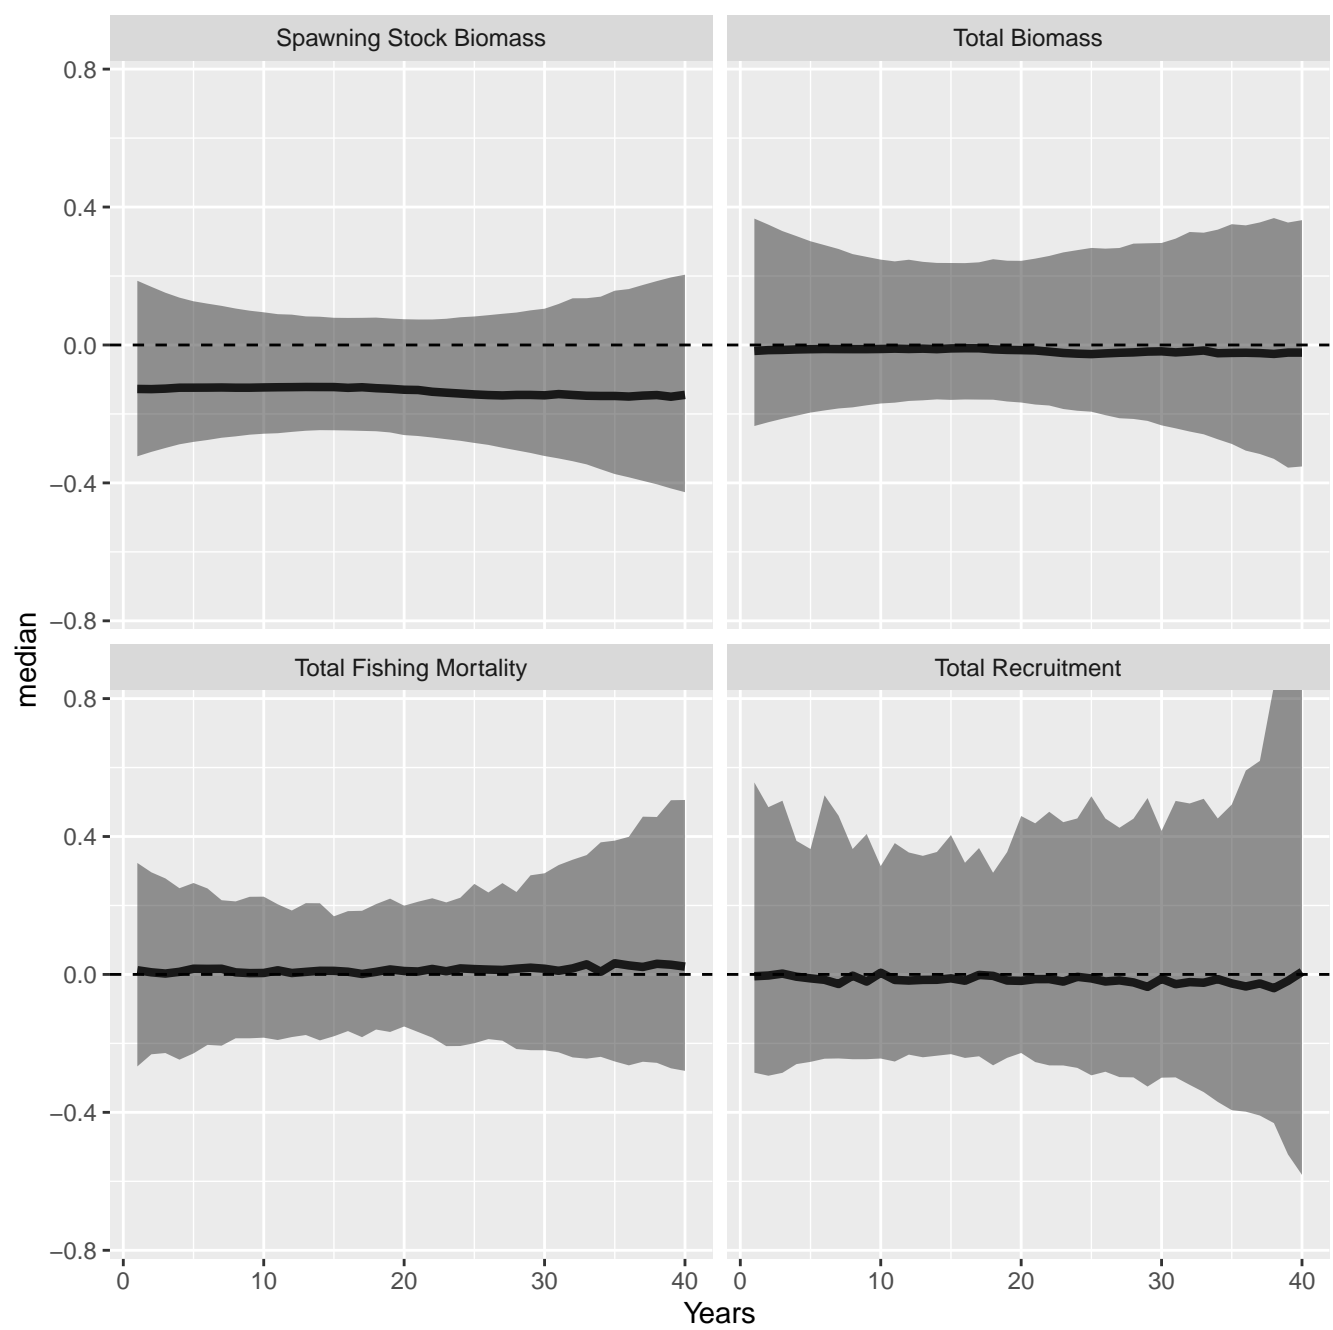 Spawning Stock Biomass
Total Biomass
0.8
0.4
0.0
−0.4
−0.8
median
Total Fishing Mortality
Total Recruitment
0.8
0.4
0.0
−0.4
−0.8
0 10 20 30 40
0 10 20 30 40
Years